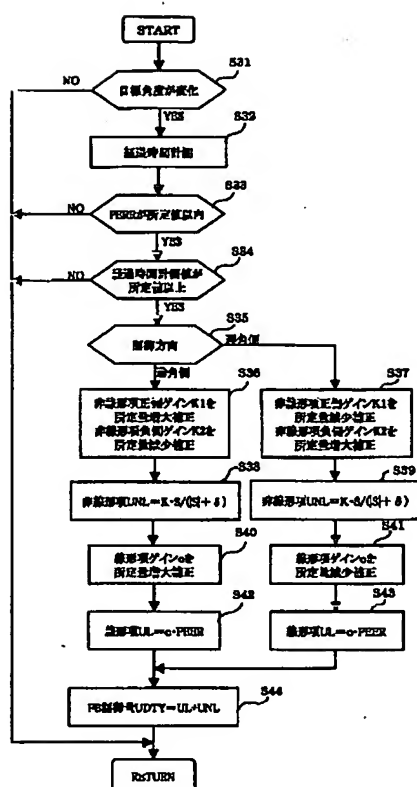 START
S31
目標角度が変化
NO
YES
S32
経過時間計測
S33
PERRが所定値以内
NO
YES
S34
経過時間計測値が
所定値以上
NO
YES
S35
制御方向
遅角側
進角側
S36
非線形項正側ゲインK1を
所定量増大補正
非線形項負側ゲインK2を
所定量減少補正
S37
非線形項正側ゲインK1を
所定量減少補正
非線形項負側ゲインK2を
所定量増大補正
S38
非線形項UNL=K・S/(|S|+δ)
S39
非線形項UNL=K・S/(|S|+δ)
S40
線形項ゲインcを
所定量増大補正
S41
線形項ゲインcを
所定量減少補正
S42
線形項UL=c・PEER
S43
線形項UL=c・PEER
S44
FB制御量UDTY=UL+UNL
RETURN